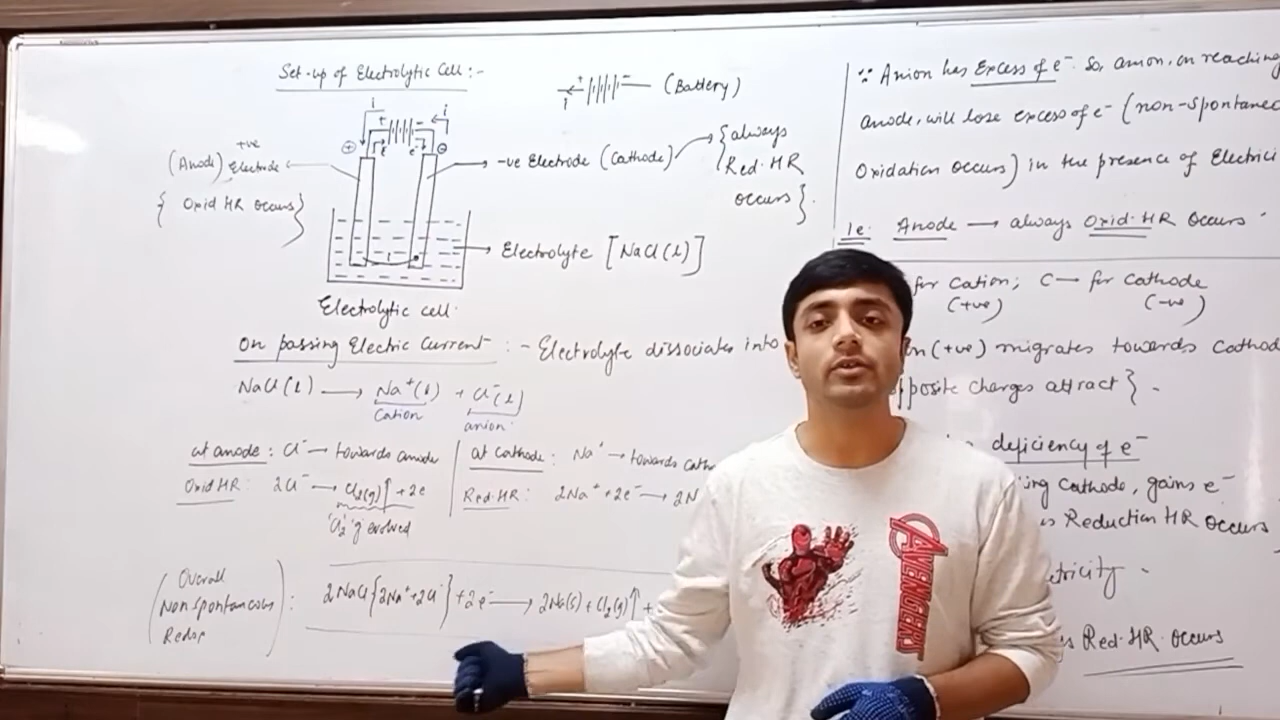 Set-up of Electrolytic Cell :-
i
i
+ -
(Battery)
i
+ -
e e
⊕ ⊖
(Anode) +ve Electrode
{ Oxid HR occurs }
-ve Electrode (Cathode)
{always
Red. HR
occurs }.
Electrolyte [NaCl(l)]
Electrolytic cell.
on passing Electric Current :- Electrolyte dissociates into
NaCl(l) ⟶ Na⁺(l) + Cl⁻(l)
Cation
anion.
at anode : Cl⁻ → towards anode
Oxid HR : 2Cl⁻ ⟶ Cl₂(g)↑ + 2e
'Cl₂' g evolved
at Cathode : Na⁺ → towards cath
Red. HR : 2Na⁺ + 2e⁻ ⟶ 2N
(Overall
Non spontaneous
Redox) :
2NaCl{2Na⁺+2Cl⁻} + 2e⁻ ⟶ 2Na(s) + Cl₂(g)↑ +
∵ Anion has Excess of e⁻. So, anion, on reaching
anode, will lose excess of e⁻ (non-spontaneo
Oxidation occurs) in the presence of Electrici
Ie. Anode ⟶ always Oxid. HR occurs.
for Cation; C — for Cathode
(+ve) (-ve)
n (+ve) migrates towards Cathod
pposite charges attract } .
deficiency of e⁻
ing Cathode, gains e⁻
s Reduction HR occurs
tricity .
s Red. HR. occurs
AVENGERS